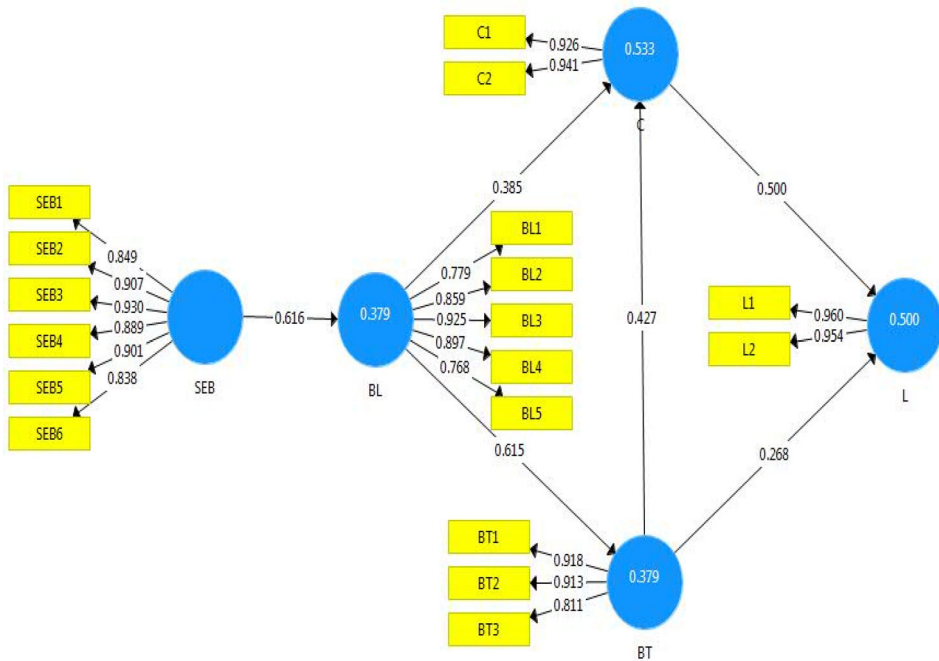 SEB1
SEB2
SEB3
SEB4
SEB5
SEB6
0.849
0.907
0.930
0.889
0.901
0.838
SEB
0.616
0.379
BL
0.385
BL1
BL2
BL3
BL4
BL5
0.779
0.859
0.925
0.897
0.768
0.615
C1
C2
0.926
0.941
0.533
C
0.427
BT1
BT2
BT3
0.918
0.913
0.811
0.379
BT
0.500
0.268
L1
L2
0.960
0.954
0.500
L